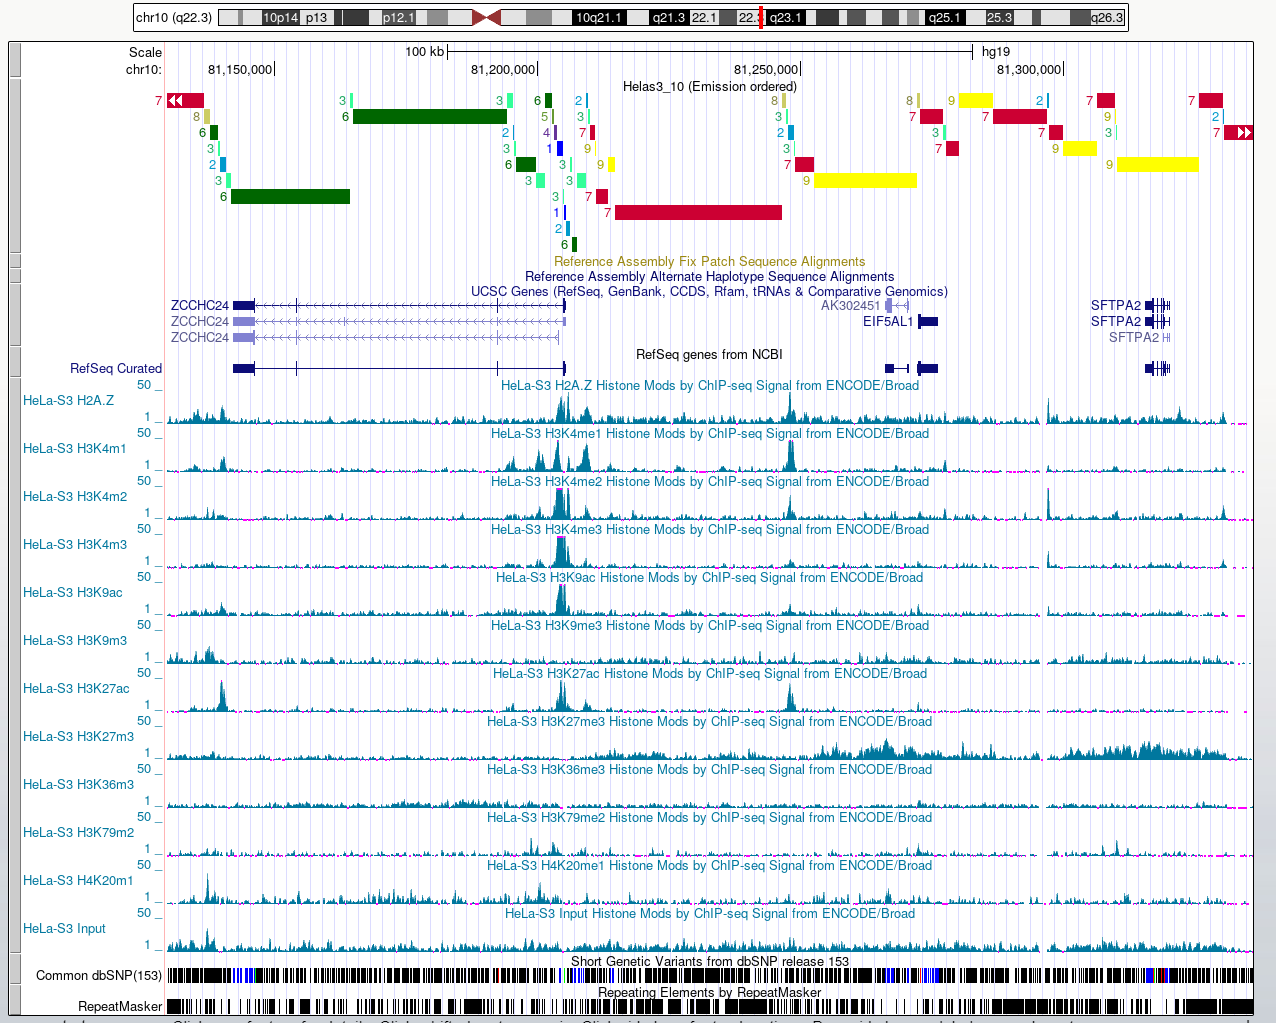 chr10 (q22.3) 10p14 p13 p12.1 10q21.1 q21.3 22.1 22.3 q23.1 q25.1 25.3 q26.3
Scale 100 kb hg19
chr10: 81,150,000 81,200,000 81,250,000 81,300,000
Helas3_10 (Emission ordered)
7 3 3 6 2 8 8 9 2 7 7
8 6 5 3 3 7 7 9 2
6 2 4 7 2 3 7 3 7
3 3 1 9 3 7 9
2 6 3 9 7 9
3 3 3 9
6 3 7
1 7
2
6
Reference Assembly Fix Patch Sequence Alignments
Reference Assembly Alternate Haplotype Sequence Alignments
UCSC Genes (RefSeq, GenBank, CCDS, Rfam, tRNAs & Comparative Genomics)
ZCCHC24 AK302451 SFTPA2
ZCCHC24 EIF5AL1 SFTPA2
ZCCHC24 SFTPA2
RefSeq genes from NCBI
RefSeq Curated
50 HeLa-S3 H2A.Z Histone Mods by ChIP-seq Signal from ENCODE/Broad
HeLa-S3 H2A.Z
1
50 HeLa-S3 H3K4me1 Histone Mods by ChIP-seq Signal from ENCODE/Broad
HeLa-S3 H3K4m1
1
50 HeLa-S3 H3K4me2 Histone Mods by ChIP-seq Signal from ENCODE/Broad
HeLa-S3 H3K4m2
1
50 HeLa-S3 H3K4me3 Histone Mods by ChIP-seq Signal from ENCODE/Broad
HeLa-S3 H3K4m3
1
50 HeLa-S3 H3K9ac Histone Mods by ChIP-seq Signal from ENCODE/Broad
HeLa-S3 H3K9ac
1
50 HeLa-S3 H3K9me3 Histone Mods by ChIP-seq Signal from ENCODE/Broad
HeLa-S3 H3K9m3
1
50 HeLa-S3 H3K27ac Histone Mods by ChIP-seq Signal from ENCODE/Broad
HeLa-S3 H3K27ac
1
50 HeLa-S3 H3K27me3 Histone Mods by ChIP-seq Signal from ENCODE/Broad
HeLa-S3 H3K27m3
1
50 HeLa-S3 H3K36me3 Histone Mods by ChIP-seq Signal from ENCODE/Broad
HeLa-S3 H3K36m3
1
50 HeLa-S3 H3K79me2 Histone Mods by ChIP-seq Signal from ENCODE/Broad
HeLa-S3 H3K79m2
1
50 HeLa-S3 H4K20me1 Histone Mods by ChIP-seq Signal from ENCODE/Broad
HeLa-S3 H4K20m1
1
50 HeLa-S3 Input Histone Mods by ChIP-seq Signal from ENCODE/Broad
HeLa-S3 Input
1
Short Genetic Variants from dbSNP release 153
Common dbSNP(153)
Repeating Elements by RepeatMasker
RepeatMasker